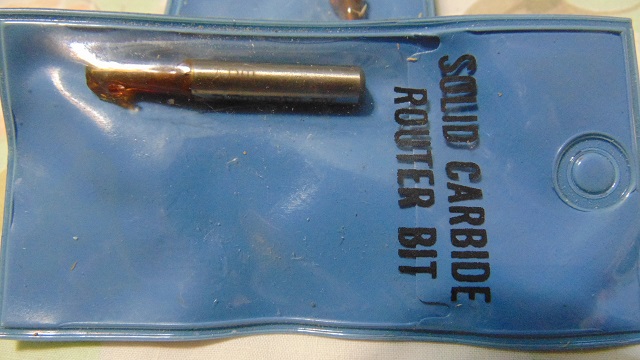 SOLID CARBIDE
ROUTER BIT